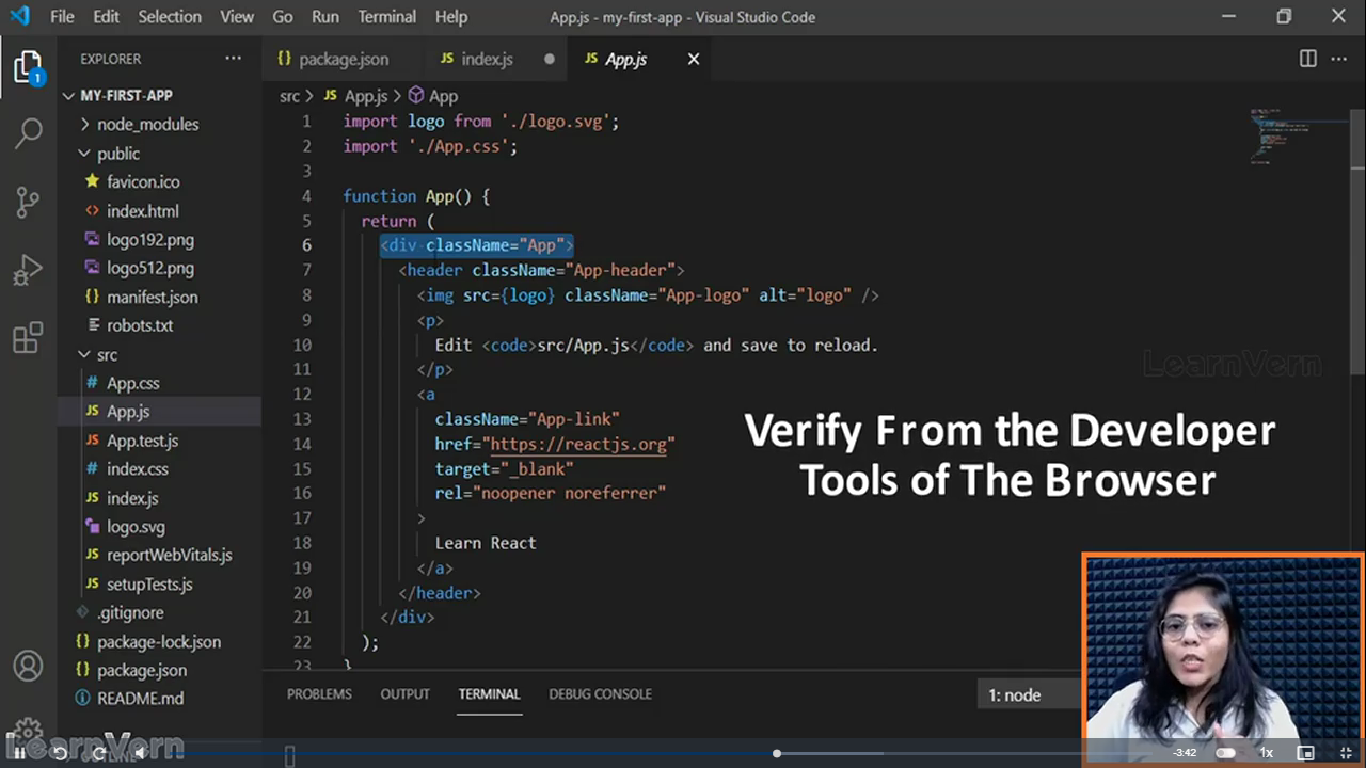 File Edit Selection View Go Run Terminal Help App.js - my-first-app - Visual Studio Code
EXPLORER
package.json index.js App.js
MY-FIRST-APP
src > App.js > App
node_modules
public
favicon.ico
index.html
logo192.png
logo512.png
manifest.json
robots.txt
src
App.css
App.js
App.test.js
index.css
index.js
logo.svg
reportWebVitals.js
setupTests.js
.gitignore
package-lock.json
package.json
README.md
1
1 import logo from './logo.svg';
2 import './App.css';
3
4 function App() {
5 return (
6 <div className="App">
7 <header className="App-header">
8 <img src={logo} className="App-logo" alt="logo" />
9 <p>
10 Edit <code>src/App.js</code> and save to reload.
11 </p>
12 <a
13 className="App-link"
14 href="https://reactjs.org"
15 target="_blank"
16 rel="noopener noreferrer"
17 >
18 Learn React
19 </a>
20 </header>
21 </div>
22 );
23 }
LearnVern
Verify From the Developer
Tools of The Browser
PROBLEMS OUTPUT TERMINAL DEBUG CONSOLE 1: node
LearnVern
OUTLINE
-3:42 1x